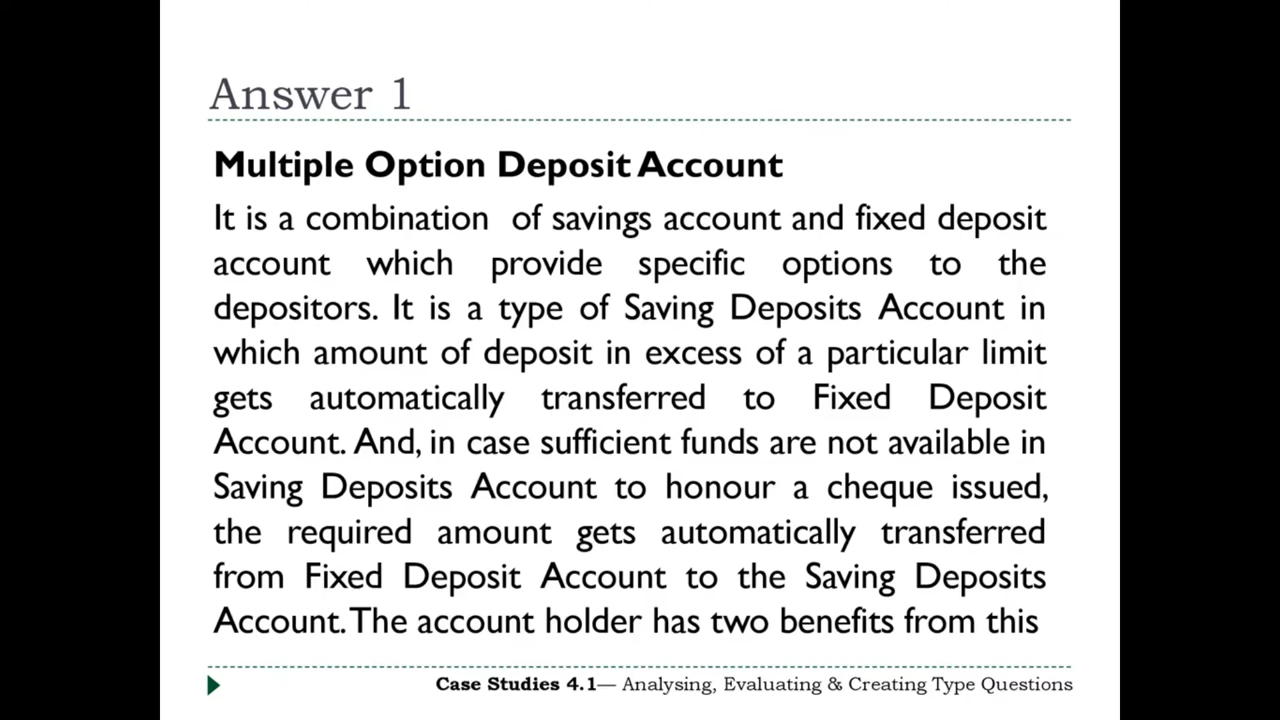 Answer 1
Multiple Option Deposit Account
It is a combination of savings account and fixed deposit
account which provide specific options to the
depositors. It is a type of Saving Deposits Account in
which amount of deposit in excess of a particular limit
gets automatically transferred to Fixed Deposit
Account. And, in case sufficient funds are not available in
Saving Deposits Account to honour a cheque issued,
the required amount gets automatically transferred
from Fixed Deposit Account to the Saving Deposits
Account. The account holder has two benefits from this
Case Studies 4.1— Analysing, Evaluating & Creating Type Questions